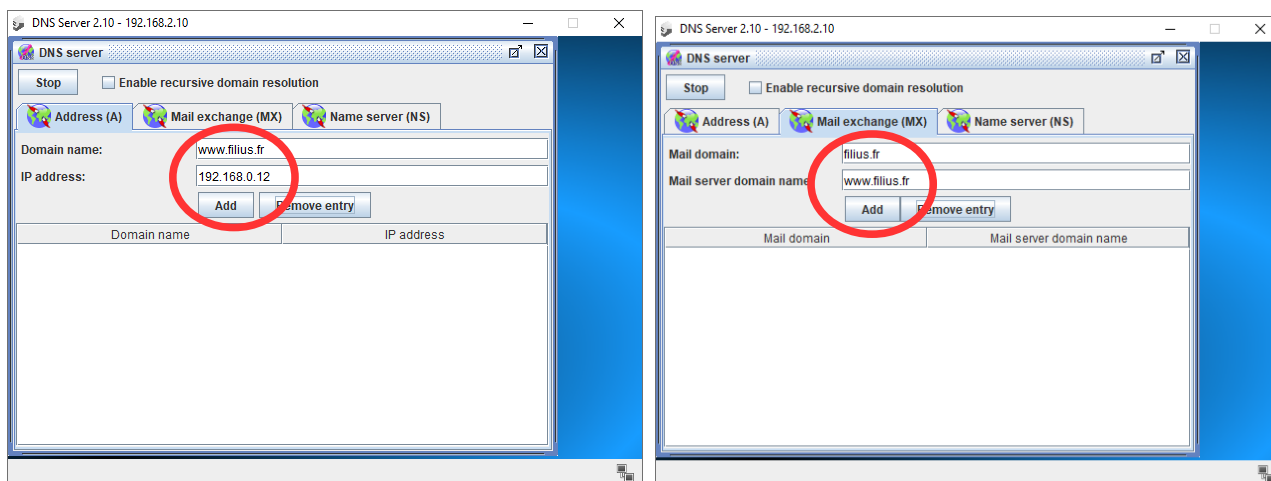 DNS Server 2.10 - 192.168.2.10
DNS server
Stop Enable recursive domain resolution
Address (A) Mail exchange (MX) Name server (NS)
Domain name: www.filius.fr
IP address: 192.168.0.12
Add Remove entry
Domain name IP address
DNS Server 2.10 - 192.168.2.10
DNS server
Stop Enable recursive domain resolution
Address (A) Mail exchange (MX) Name server (NS)
Mail domain: filius.fr
Mail server domain name www.filius.fr
Add Remove entry
Mail domain Mail server domain name